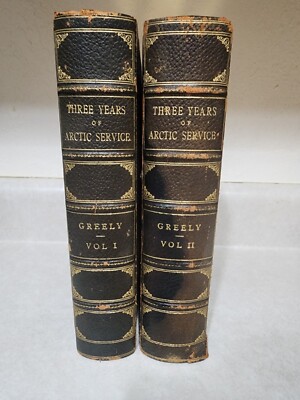 THREE YEARS
OF
ARCTIC SERVICE
GREELY
VOL I
THREE YEARS
OF
ARCTIC SERVICE
GREELY
VOL II